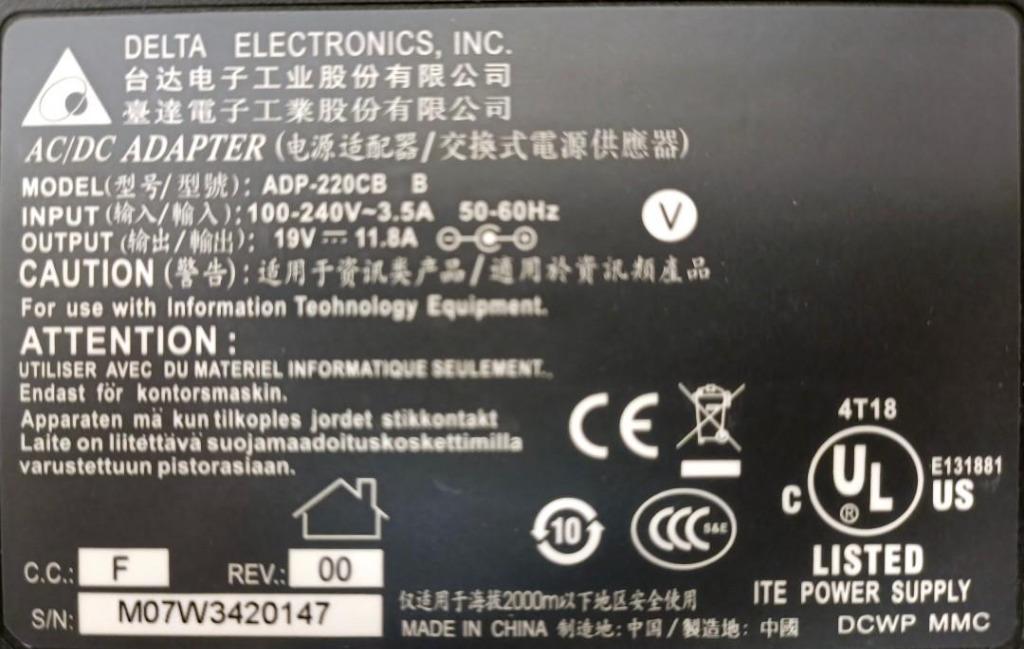 DELTA ELECTRONICS, INC.
台达电子工业股份有限公司
臺達電子工業股份有限公司
AC/DC ADAPTER (电源适配器/交換式電源供應器)
MODEL(型号/型號): ADP-220CB B
INPUT (输入/輸入): 100-240V~3.5A 50-60Hz
V
OUTPUT (输出/輸出): 19V⎓11.8A
CAUTION (警告): 适用于资讯类产品/適用於資訊類產品
For use with Information Technology Equipment.
ATTENTION :
UTILISER AVEC DU MATERIEL INFORMATIQUE SEULEMENT.
Endast för kontorsmaskin.
Apparaten må kun tilkoples jordet stikkontakt
Laite on liitettävä suojamaadoituskoskettimilla
varustettuun pistorasiaan.
CE
4T18
C UL ® US
E131881
10
CCC S&E
LISTED
ITE POWER SUPPLY
C.C.: F REV.: 00
S/N: M07W3420147
仅适用于海拔2000m以下地区安全使用
MADE IN CHINA 制造地: 中国/製造地: 中國
DCWP MMC